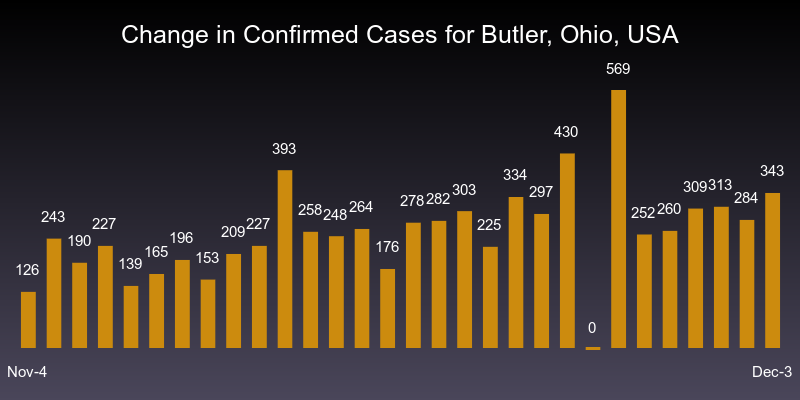 Change in Confirmed Cases for Butler, Ohio, USA
126 243 190 227 139 165 196 153 209 227 393 258 248 264 176 278 282 303 225 334 297 430 0 569 252 260 309 313 284 343
Nov-4 Dec-3